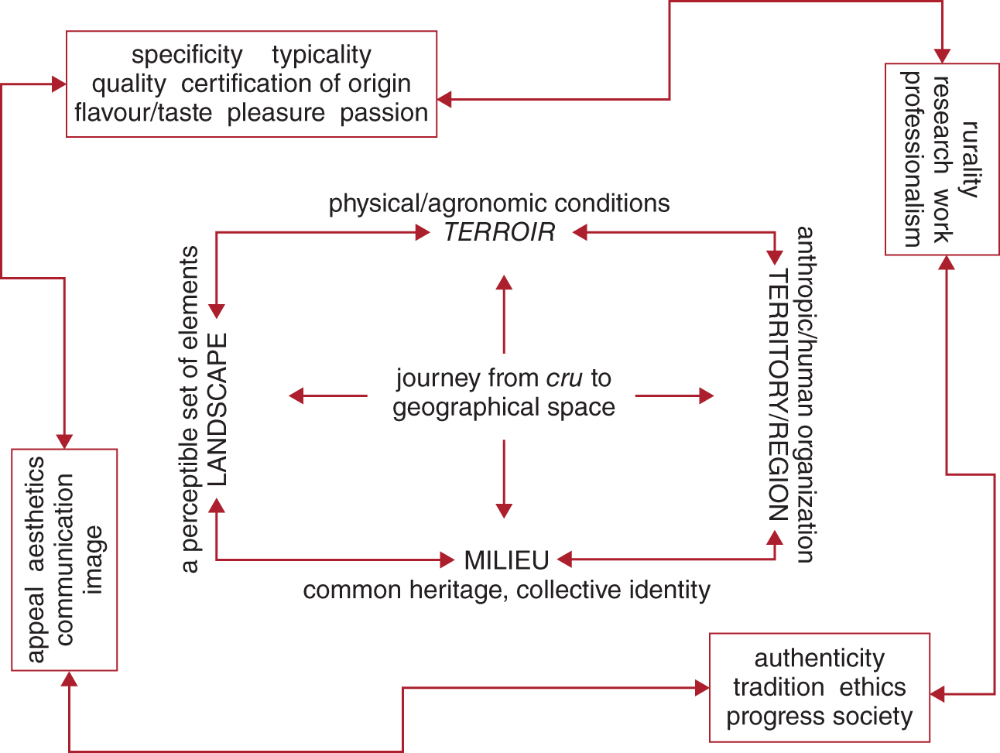 specificity typicality
quality certification of origin
flavour/taste pleasure passion
rurality
research work
professionalism
physical/agronomic conditions
TERROIR
a perceptible set of elements
LANDSCAPE
journey from cru to
geographical space
anthropic/human organization
TERRITORY/REGION
MILIEU
common heritage, collective identity
appeal aesthetics
communication
image
authenticity
tradition ethics
progress society